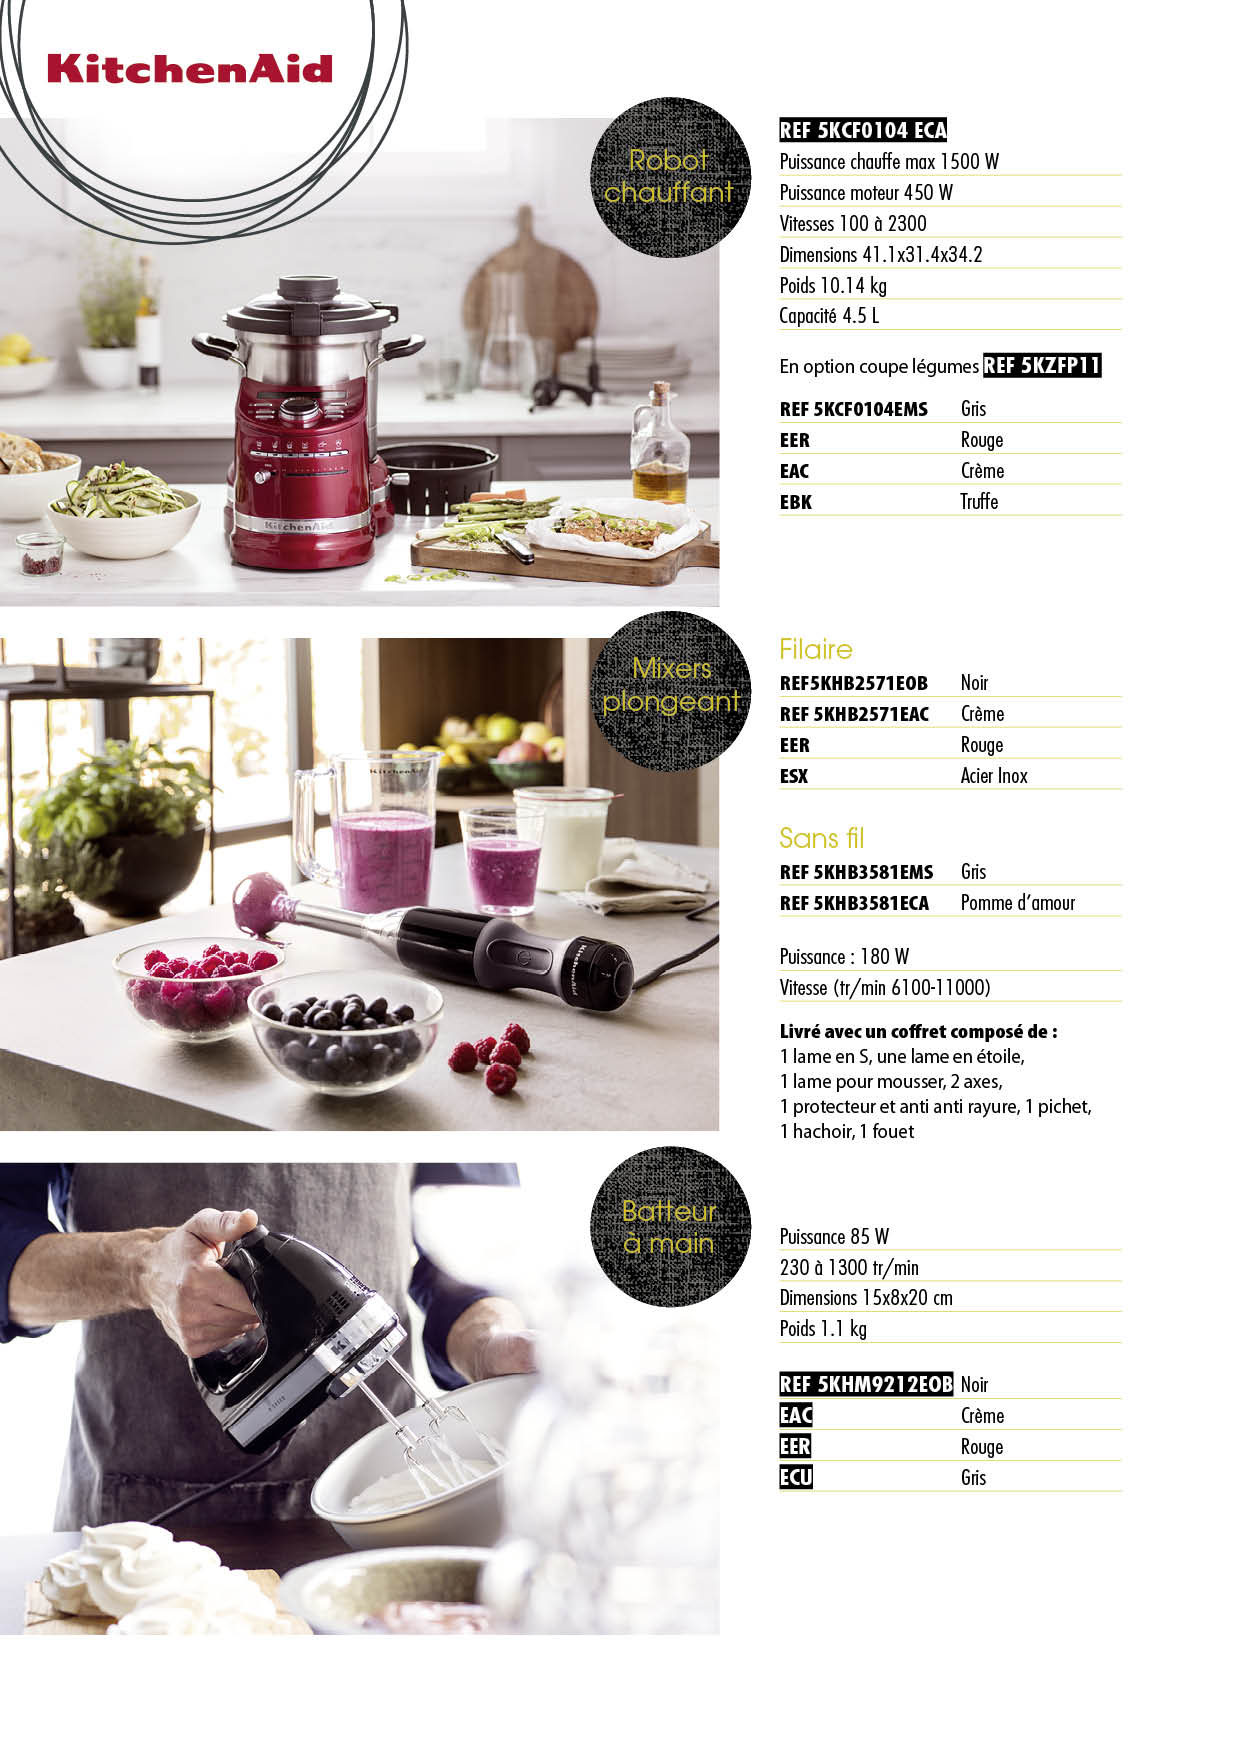 KitchenAid
Robot
chauffant
REF 5KCF0104 ECA
Puissance chauffe max 1500 W
Puissance moteur 450 W
Vitesses 100 à 2300
Dimensions 41.1x31.4x34.2
Poids 10.14 kg
Capacité 4.5 L
En option coupe légumes REF 5KZFP11
REF 5KCF0104EMS Gris
EER Rouge
EAC Crème
EBK Truffe
KitchenAid
Mixers
plongeant
Filaire
REF5KHB2571EOB Noir
REF 5KHB2571EAC Crème
EER Rouge
ESX Acier Inox
Sans fil
REF 5KHB3581EMS Gris
REF 5KHB3581ECA Pomme d'amour
Puissance : 180 W
Vitesse (tr/min 6100-11000)
Livré avec un coffret composé de :
1 lame en S, une lame en étoile,
1 lame pour mousser, 2 axes,
1 protecteur et anti anti rayure, 1 pichet,
1 hachoir, 1 fouet
KitchenAid
KitchenAid
Batteur
à main
Puissance 85 W
230 à 1300 tr/min
Dimensions 15x8x20 cm
Poids 1.1 kg
REF 5KHM9212EOB Noir
EAC Crème
EER Rouge
ECU Gris